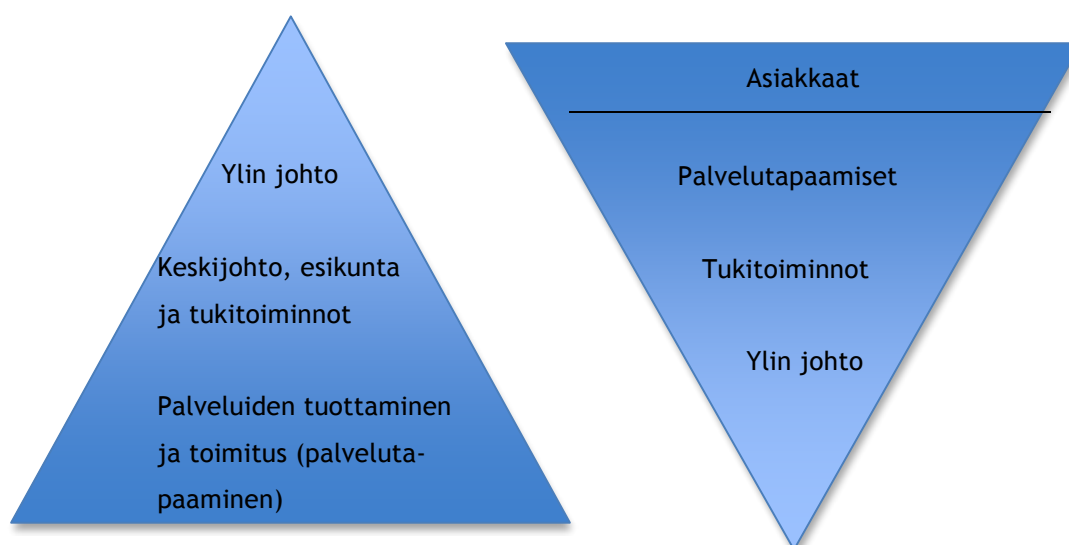 Ylin johto
Keskijohto, esikunta
ja tukitoiminnot
Palveluiden tuottaminen
ja toimitus (palveluta-
paaminen)
Asiakkaat
Palvelutapaamiset
Tukitoiminnot
Ylin johto